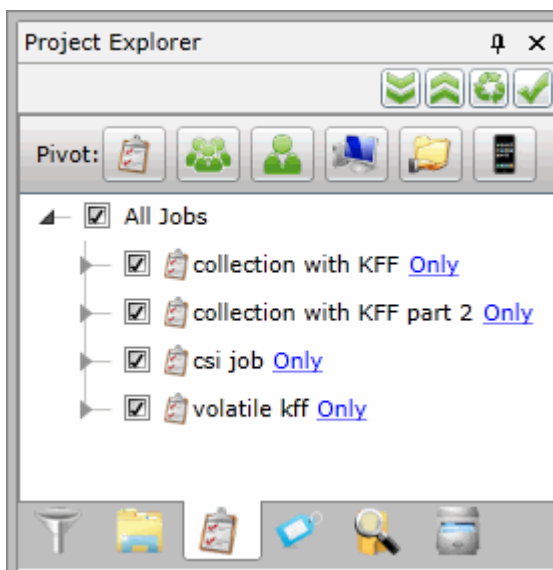 Project Explorer
Pivot:
All Jobs
collection with KFF Only
collection with KFF part 2 Only
csi job Only
volatile kff Only